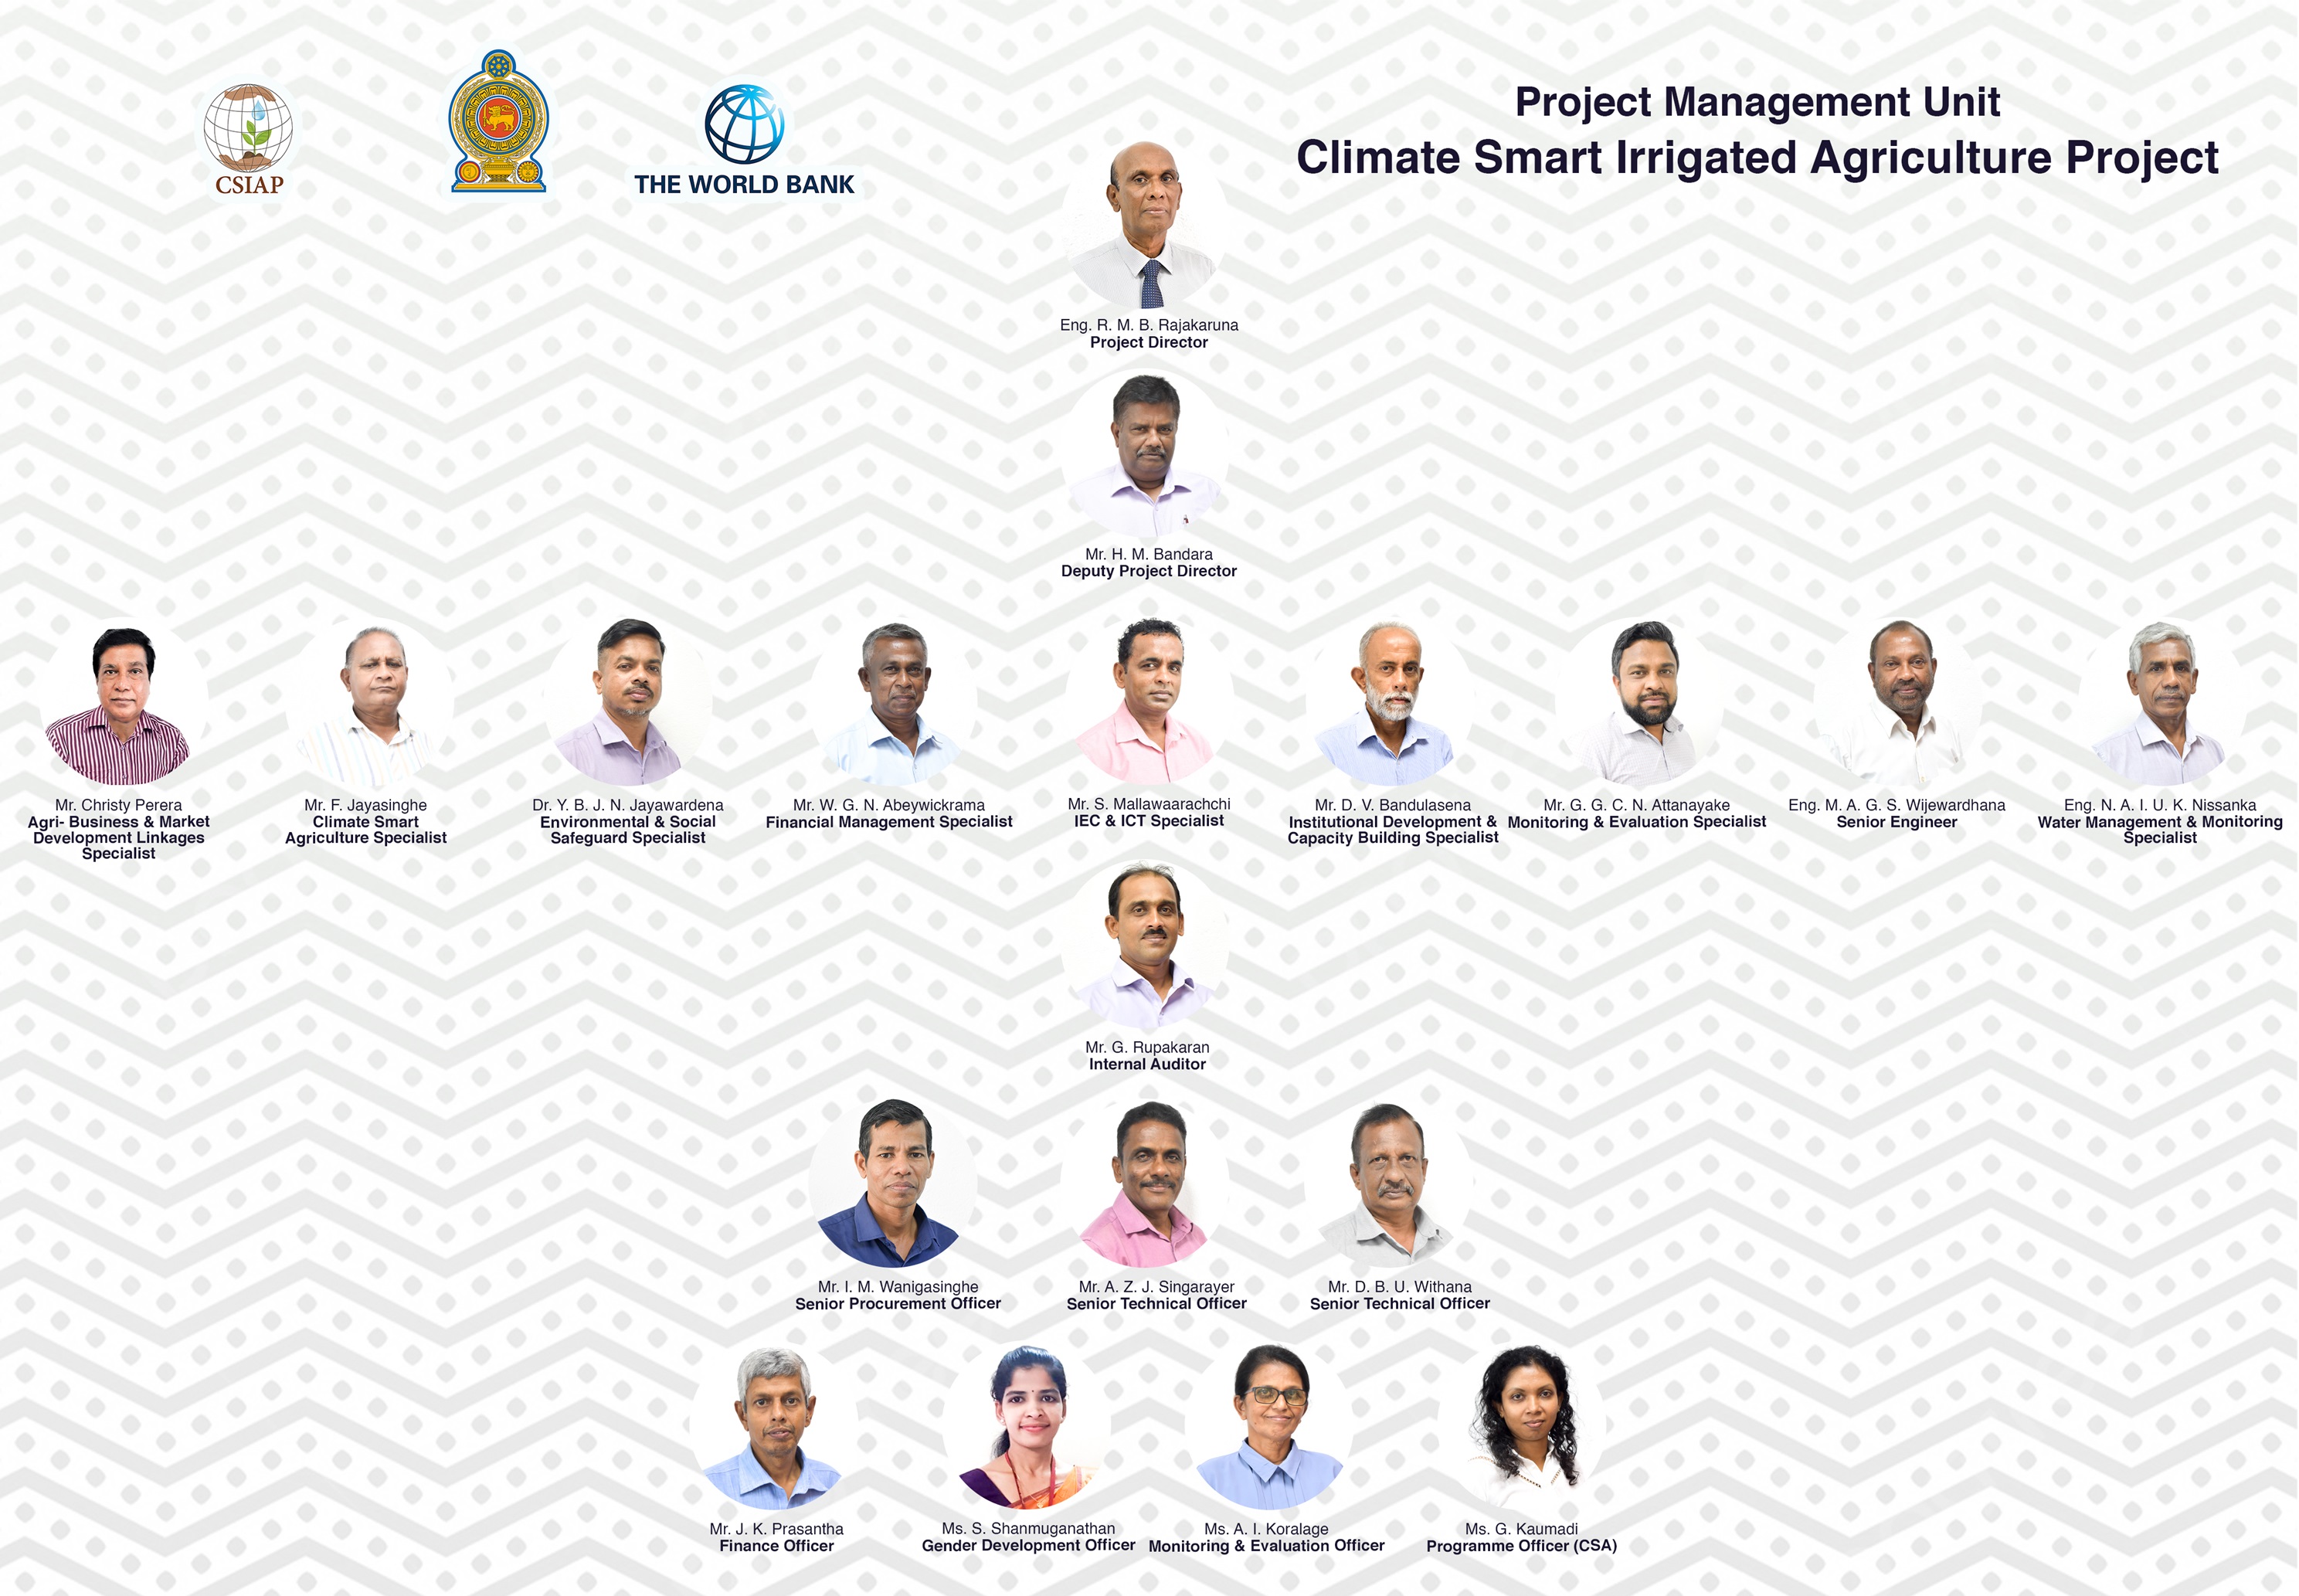 CSIAP
THE WORLD BANK
Project Management Unit
Climate Smart Irrigated Agriculture Project
Eng. R. M. B. Rajakaruna
Project Director
Mr. H. M. Bandara
Deputy Project Director
Mr. Christy Perera
Agri- Business & Market
Development Linkages
Specialist
Mr. F. Jayasinghe
Climate Smart
Agriculture Specialist
Dr. Y. B. J. N. Jayawardena
Environmental & Social
Safeguard Specialist
Mr. W. G. N. Abeywickrama
Financial Management Specialist
Mr. S. Mallawaarachchi
IEC & ICT Specialist
Mr. D. V. Bandulasena
Institutional Development &
Capacity Building Specialist
Mr. G. G. C. N. Attanayake
Monitoring & Evaluation Specialist
Eng. M. A. G. S. Wijewardhana
Senior Engineer
Eng. N. A. I. U. K. Nissanka
Water Management & Monitoring
Specialist
Mr. G. Rupakaran
Internal Auditor
Mr. I. M. Wanigasinghe
Senior Procurement Officer
Mr. A. Z. J. Singarayer
Senior Technical Officer
Mr. D. B. U. Withana
Senior Technical Officer
Mr. J. K. Prasantha
Finance Officer
Ms. S. Shanmuganathan
Gender Development Officer
Ms. A. I. Koralage
Monitoring & Evaluation Officer
Ms. G. Kaumadi
Programme Officer (CSA)